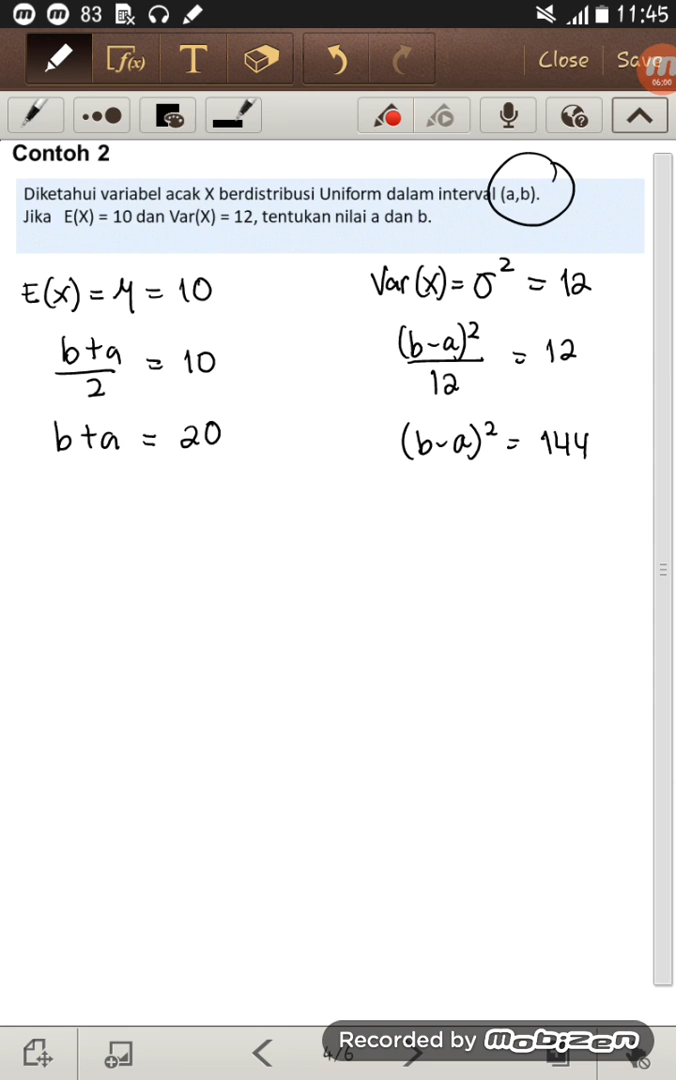 83 11:45
f(x) T Close Save
06:00
Contoh 2
Diketahui variabel acak X berdistribusi Uniform dalam interval (a,b).
Jika E(X) = 10 dan Var(X) = 12, tentukan nilai a dan b.
E(x) = μ = 10
Var(x) = σ² = 12
b+a/2 = 10
(b-a)²/12 = 12
b+a = 20
(b-a)² = 144
4/6
Recorded by mobizen